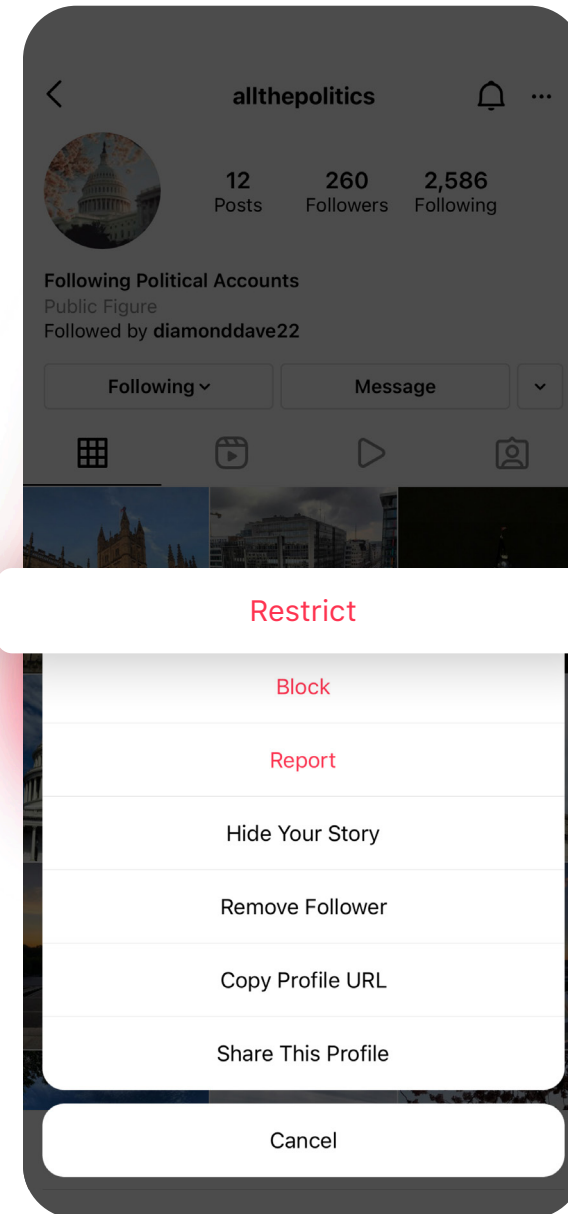 allthepolitics
12 260 2,586
Posts Followers Following
Following Political Accounts
Public Figure
Followed by diamonddave22
Following Message
Restrict
Block
Report
Hide Your Story
Remove Follower
Copy Profile URL
Share This Profile
Cancel